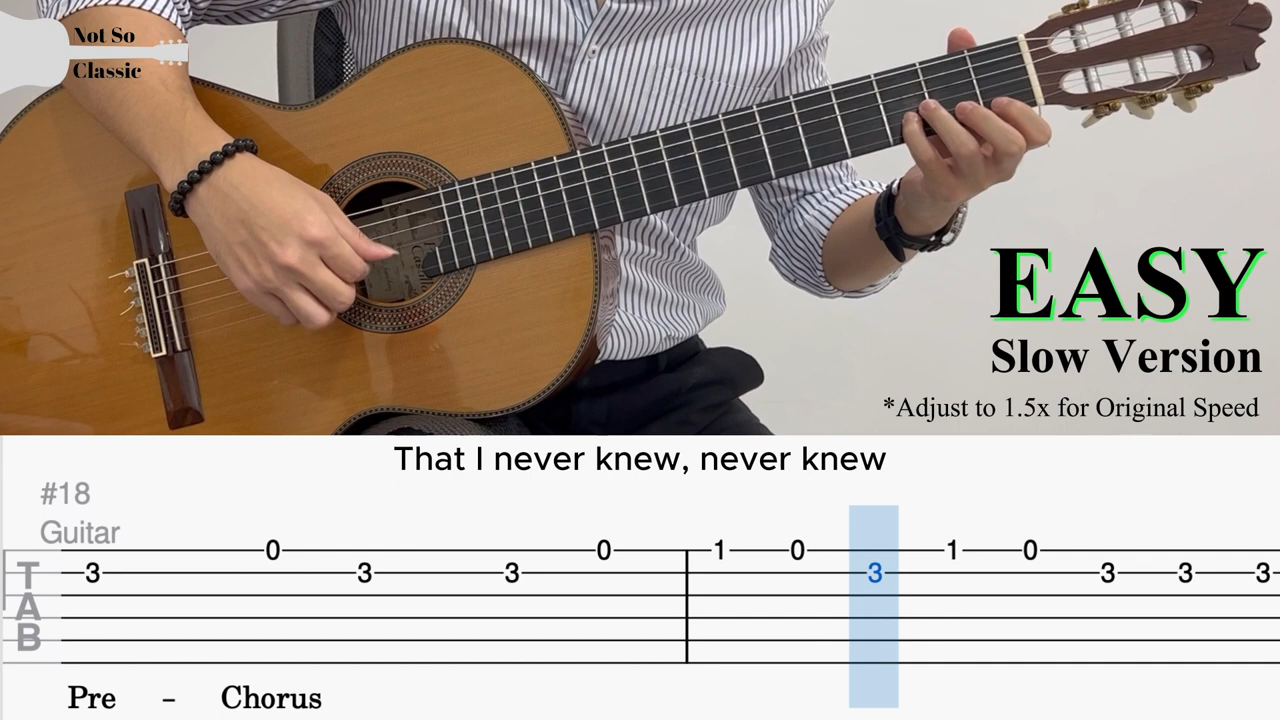 Not So
Classic
EASY
Slow Version
*Adjust to 1.5x for Original Speed
That I never knew, never knew
#18
Guitar
T
A
B
3 0 3 3 0 1 0 3 1 0 3 3 3
Pre - Chorus